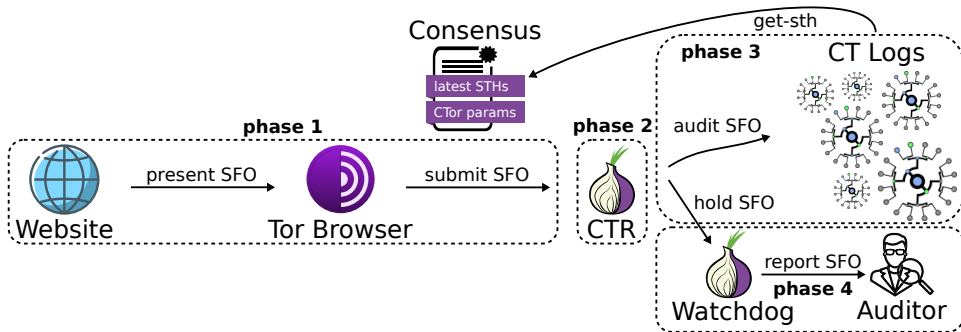 get-sth
Consensus
latest STHs
CTor params
phase 3
CT Logs
audit SFO
phase 1
present SFO
submit SFO
Website
Tor Browser
phase 2
CTR
hold SFO
report SFO
phase 4
Watchdog
Auditor